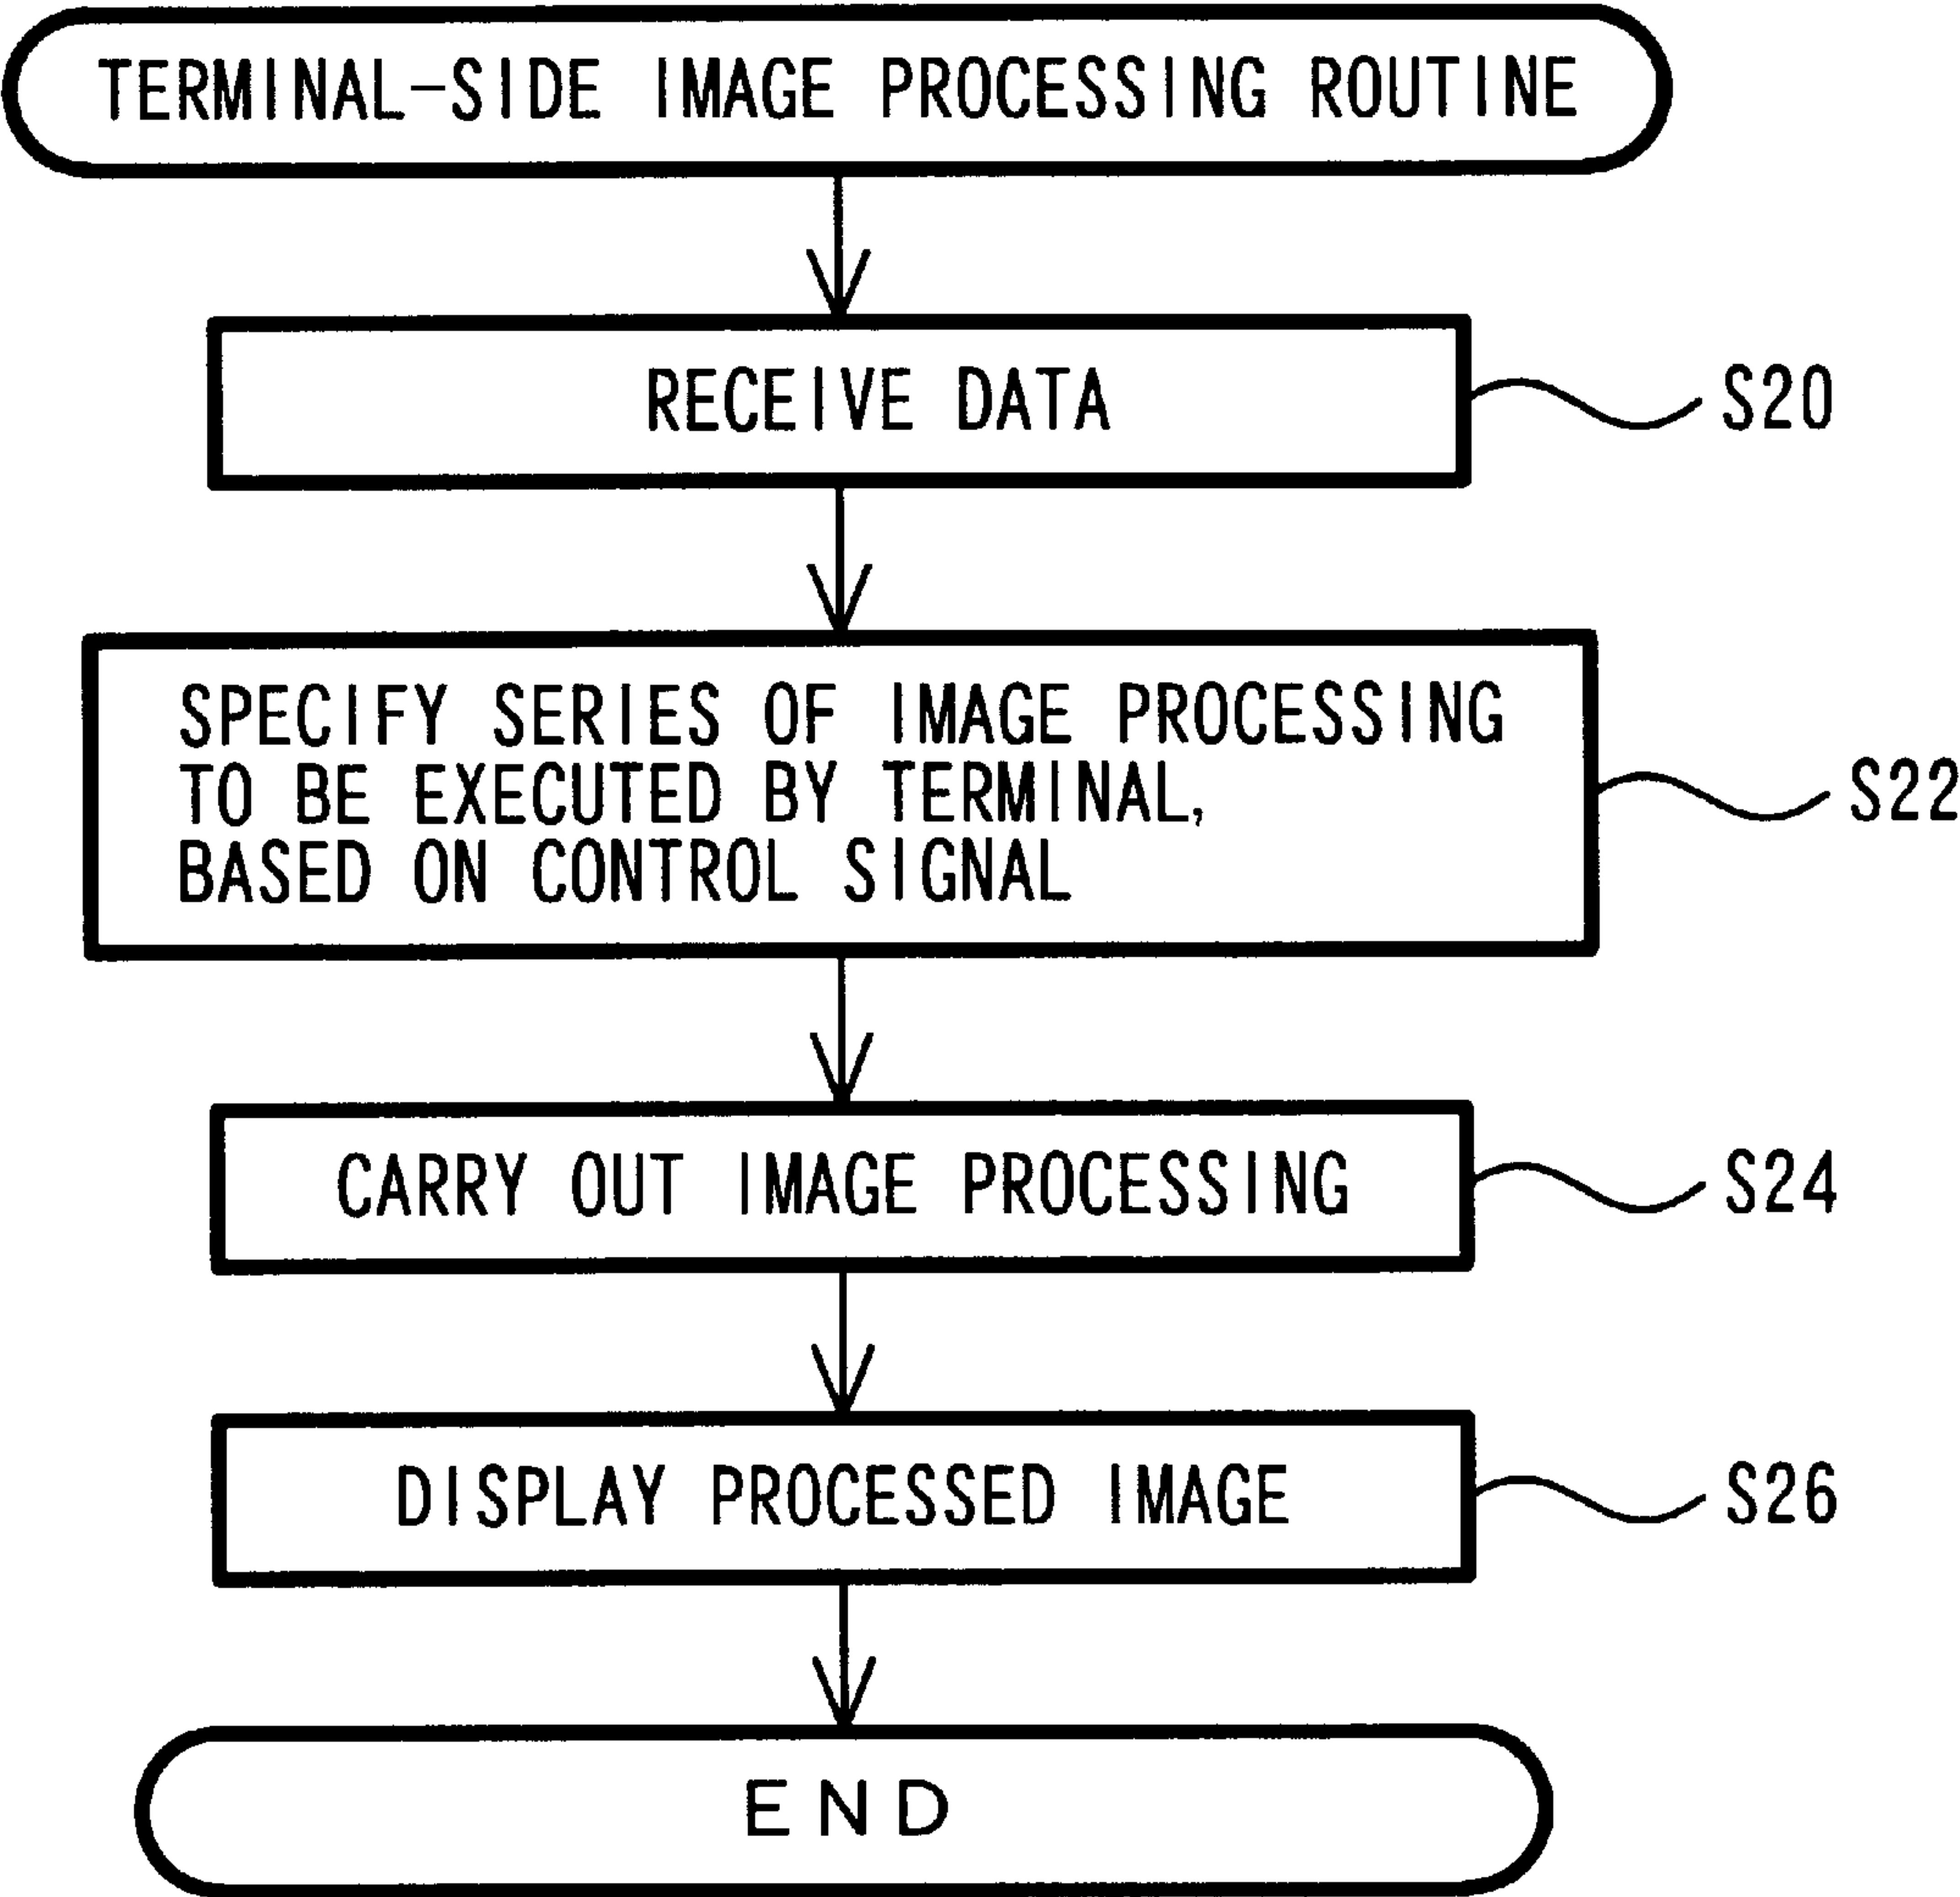 TERMINAL-SIDE IMAGE PROCESSING ROUTINE
RECEIVE DATA
S20
SPECIFY SERIES OF IMAGE PROCESSING
TO BE EXECUTED BY TERMINAL,
BASED ON CONTROL SIGNAL
S22
CARRY OUT IMAGE PROCESSING
S24
DISPLAY PROCESSED IMAGE
S26
END